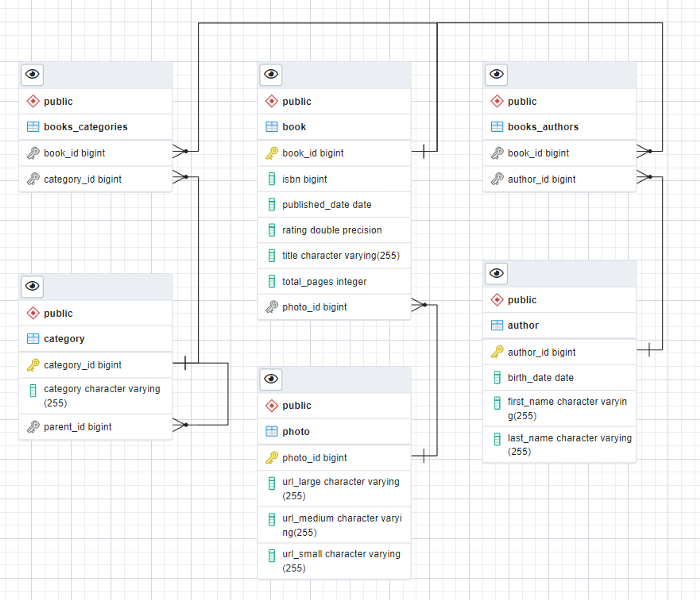 public
books_categories
book_id bigint
category_id bigint
public
book
book_id bigint
isbn bigint
published_date date
rating double precision
title character varying(255)
total_pages integer
photo_id bigint
public
books_authors
book_id bigint
author_id bigint
public
category
category_id bigint
category character varying
(255)
parent_id bigint
public
photo
photo_id bigint
url_large character varying
(255)
url_medium character varyi
ng(255)
url_small character varying
(255)
public
author
author_id bigint
birth_date date
first_name character varyin
g(255)
last_name character varying
(255)